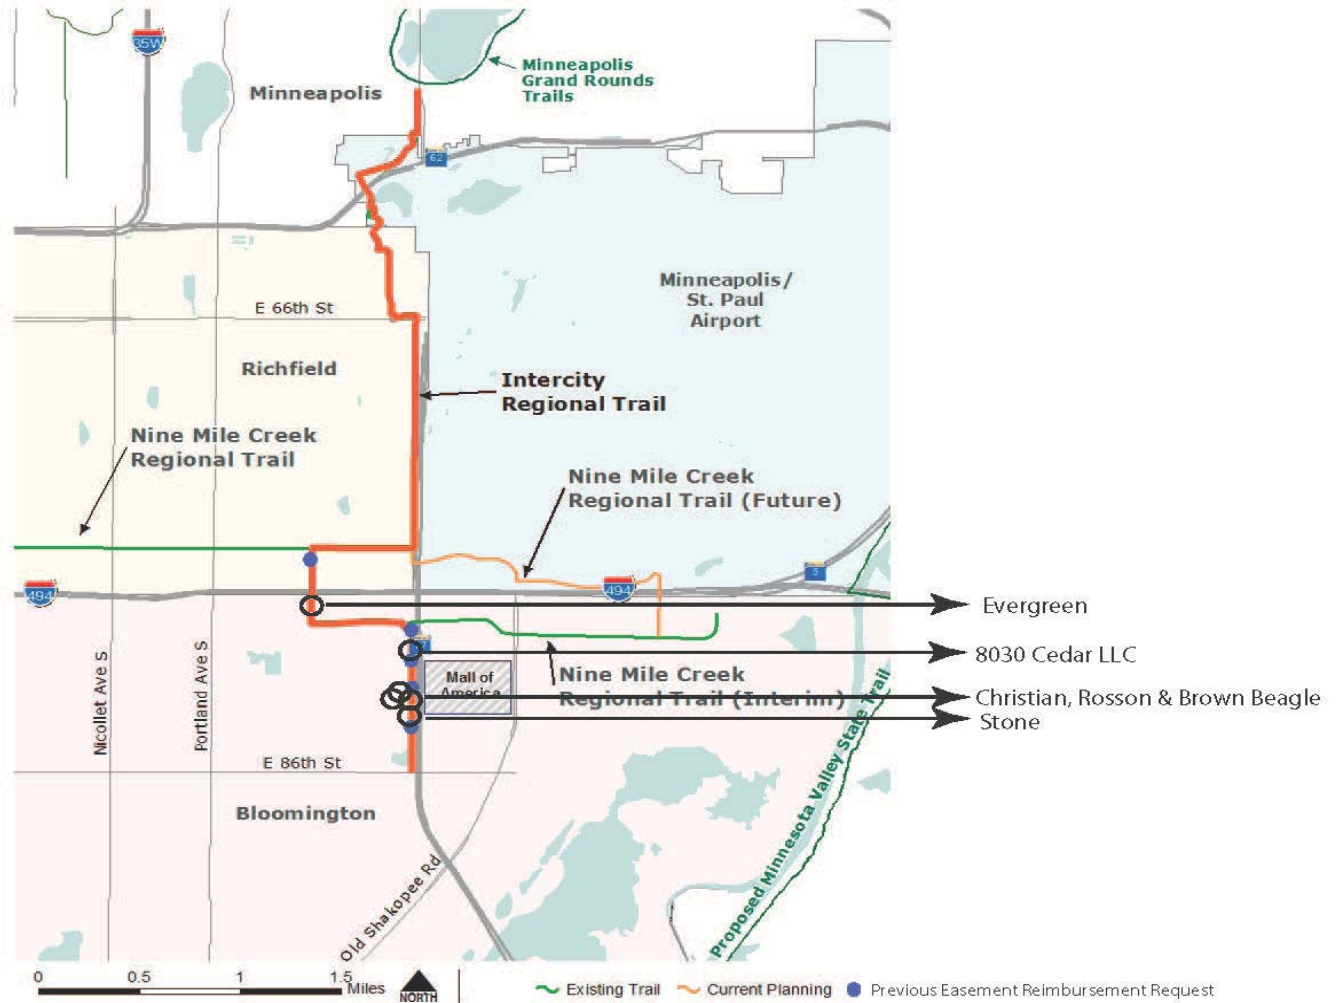 35W
Minneapolis
Grand Rounds
Trails
Minneapolis
62
Minneapolis/
St. Paul
Airport
E 66th St
Richfield
Intercity
Regional Trail
Nine Mile Creek
Regional Trail
Nine Mile Creek
Regional Trail (Future)
5
494
494
Evergreen
8030 Cedar LLC
Mall of
America
Nine Mile Creek
Regional Trail (Interim)
Christian, Rosson & Brown Beagle
Stone
Nicollet Ave S
Portland Ave S
E 86th St
Bloomington
Old Shakopee Rd
Proposed Minnesota Valley State Trail
0 0.5 1 1.5 Miles
NORTH
Existing Trail
Current Planning
Previous Easement Reimbursement Request